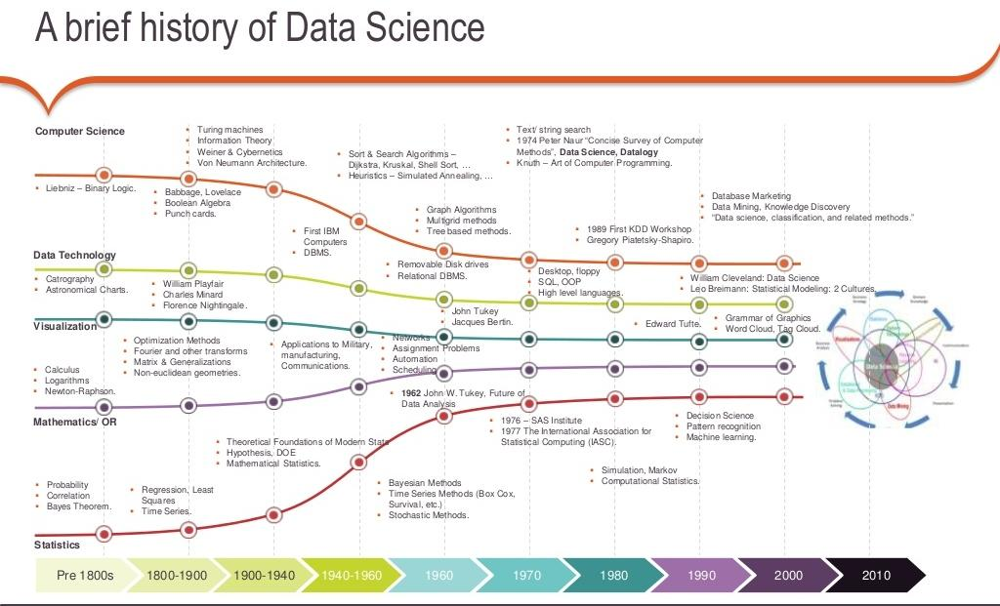 A brief history of Data Science
Computer Science
Liebniz – Binary Logic.
Turing machines
Information Theory
Weiner & Cybernetics
Von Neumann Architecture.
Babbage, Lovelace
Boolean Algebra
Punch cards.
Sort & Search Algorithms –
Dijkstra, Kruskal, Shell Sort, …
Heuristics – Simulated Annealing, …
First IBM
Computers
DBMS.
Graph Algorithms
Multigrid methods
Tree based methods.
Text/ string search
1974 Peter Naur “Concise Survey of Computer
Methods”, Data Science, Datalogy
Knuth – Art of Computer Programming.
1989 First KDD Workshop
Gregory Piatetsky-Shapiro.
Database Marketing
Data Mining, Knowledge Discovery
“Data science, classification, and related methods.”
Data Technology
Catrography
Astronomical Charts.
William Playfair
Charles Minard
Florence Nightingale.
Removable Disk drives
Relational DBMS.
Desktop, floppy
SQL, OOP
High level languages.
William Cleveland: Data Science
Leo Breimann: Statistical Modeling: 2 Cultures.
John Tukey
Jacques Bertin.
Edward Tufte.
Grammar of Graphics
Word Cloud, Tag Cloud.
Visualization
Calculus
Logarithms
Newton-Raphson.
Optimization Methods
Fourier and other transforms
Matrix & Generalizations
Non-euclidean geometries.
Applications to Military,
manufacturing,
Communications.
Networks
Assignment Problems
Automation
Scheduling
Mathematics/ OR
1962 John W. Tukey, Future of
Data Analysis
Theoretical Foundations of Modern Stats
Hypothesis, DOE
Mathematical Statistics.
1976 – SAS Institute
1977 The International Association for
Statistical Computing (IASC).
Decision Science
Pattern recognition
Machine learning.
Probability
Correlation
Bayes Theorem.
Regression, Least
Squares
Time Series.
Bayesian Methods
Time Series Methods (Box Cox,
Survival, etc.)
Stochastic Methods.
Simulation, Markov
Computational Statistics.
Statistics
Data Science
Visualization
Data Mining
Pre 1800s
1800-1900
1900-1940
1940-1960
1960
1970
1980
1990
2000
2010